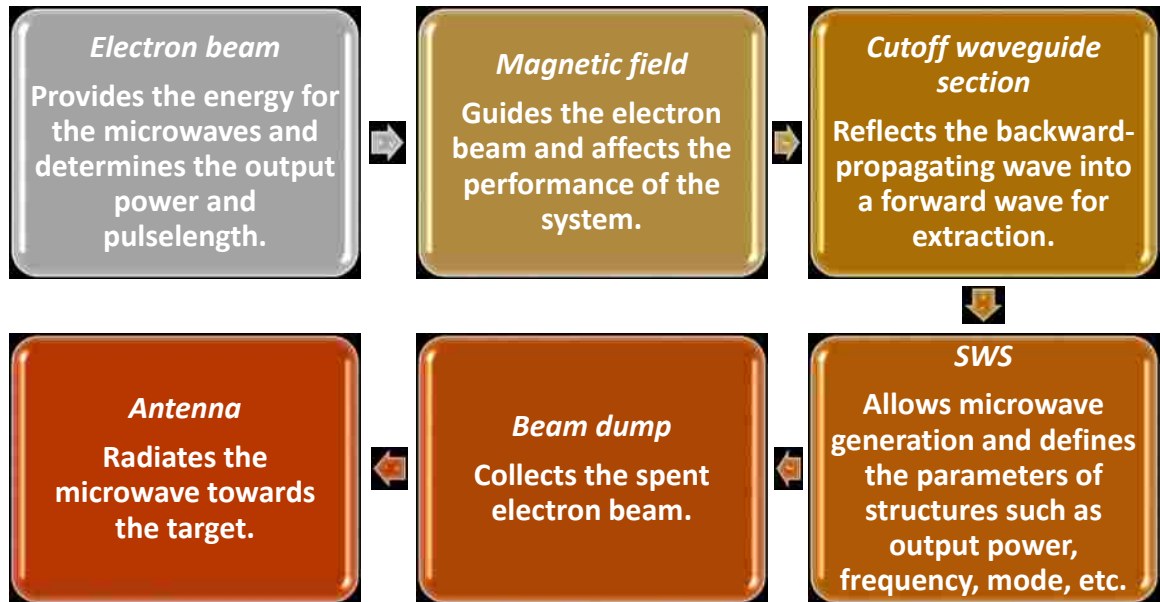 Electron beam
Provides the energy for
the microwaves and
determines the output
power and
pulselength.
Magnetic field
Guides the electron
beam and affects the
performance of the
system.
Cutoff waveguide
section
Reflects the backward-
propagating wave into
a forward wave for
extraction.
SWS
Allows microwave
generation and defines
the parameters of
structures such as
output power,
frequency, mode, etc.
Beam dump
Collects the spent
electron beam.
Antenna
Radiates the
microwave towards
the target.